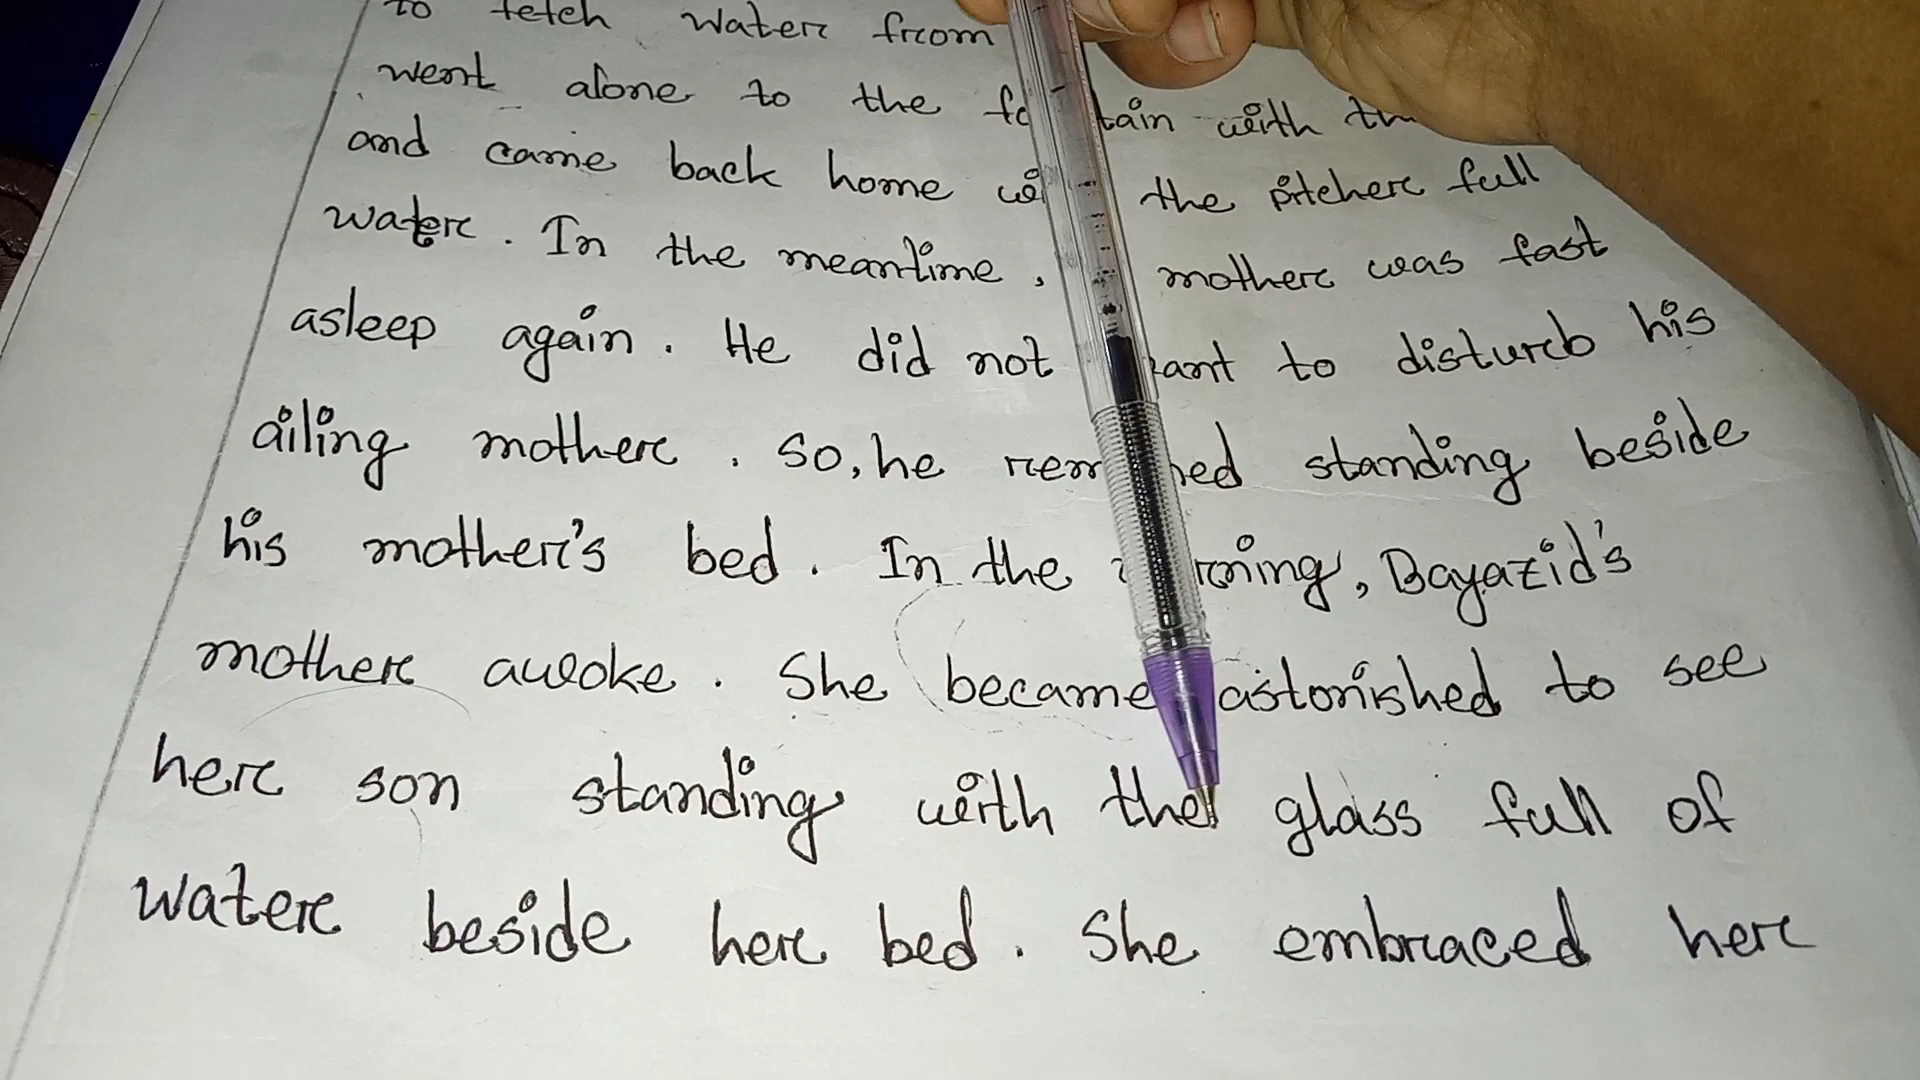 to fetch water from
went alone to the with
and came back home the pitcher full
water. In the meantime, mother was fast
asleep again. He did not want to disturb his
ailing mother. So, he remained standing beside
his mother's bed. In the morning, Bayazid's
mother awoke. She became astonished to see
her son standing with the glass full of
water beside her bed. She embraced her